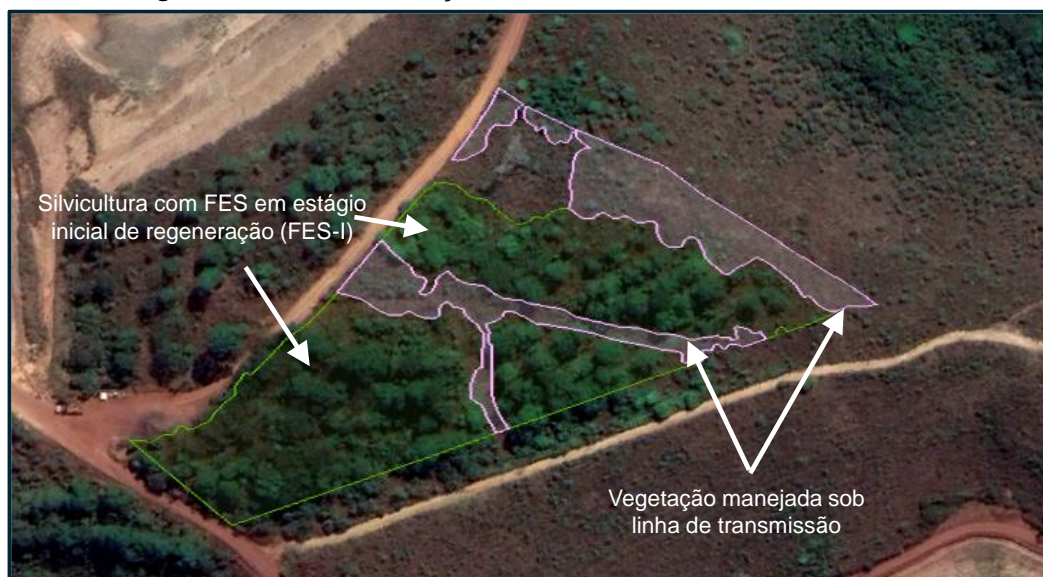 Silvicultura com FES em estágio
inicial de regeneração (FES-I)
Vegetação manejada sob
linha de transmissão